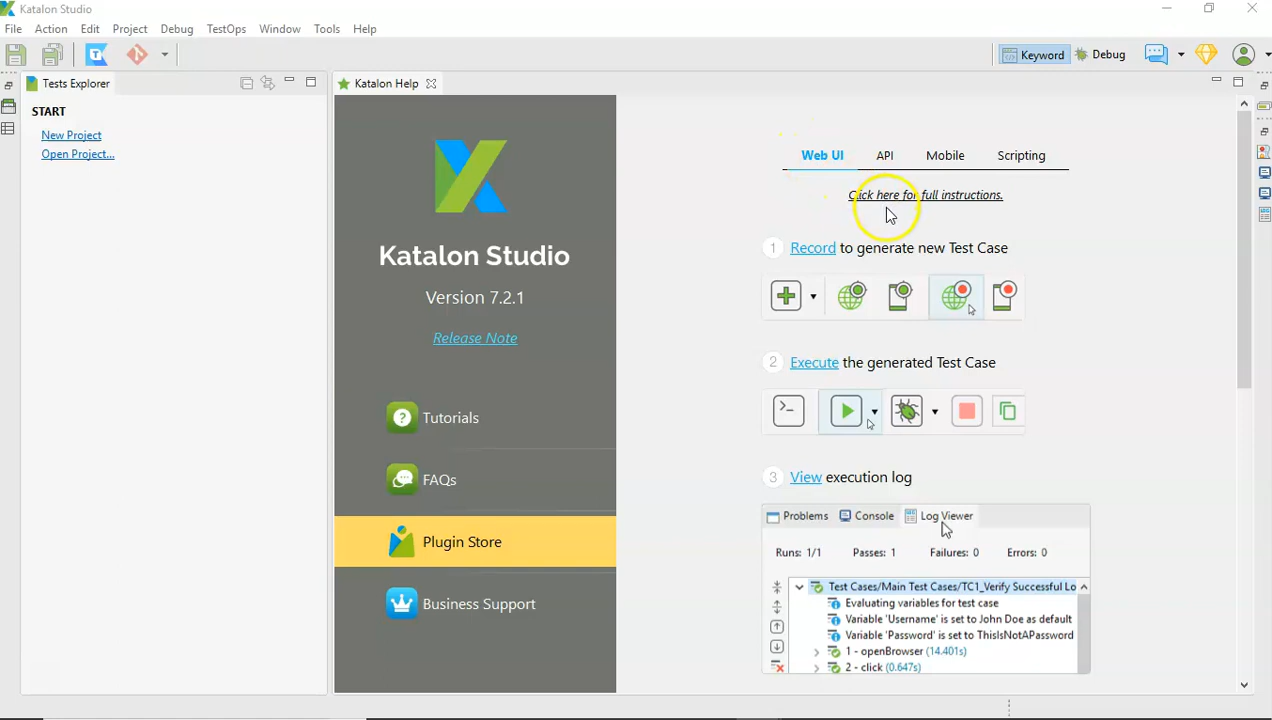 Katalon Studio
File Action Edit Project Debug TestOps Window Tools Help
Keyword Debug
Tests Explorer
START
New Project
Open Project...
Katalon Help
Katalon Studio
Version 7.2.1
Release Note
Tutorials
FAQs
Plugin Store
Business Support
Web UI API Mobile Scripting
Click here for full instructions.
1 Record to generate new Test Case
2 Execute the generated Test Case
3 View execution log
Problems Console Log Viewer
Runs: 1/1 Passes: 1 Failures: 0 Errors: 0
Test Cases/Main Test Cases/TC1_Verify Successful Lo
Evaluating variables for test case
Variable 'Username' is set to John Doe as default
Variable 'Password' is set to ThisIsNotAPassword
1 - openBrowser (14.401s)
2 - click (0.647s)